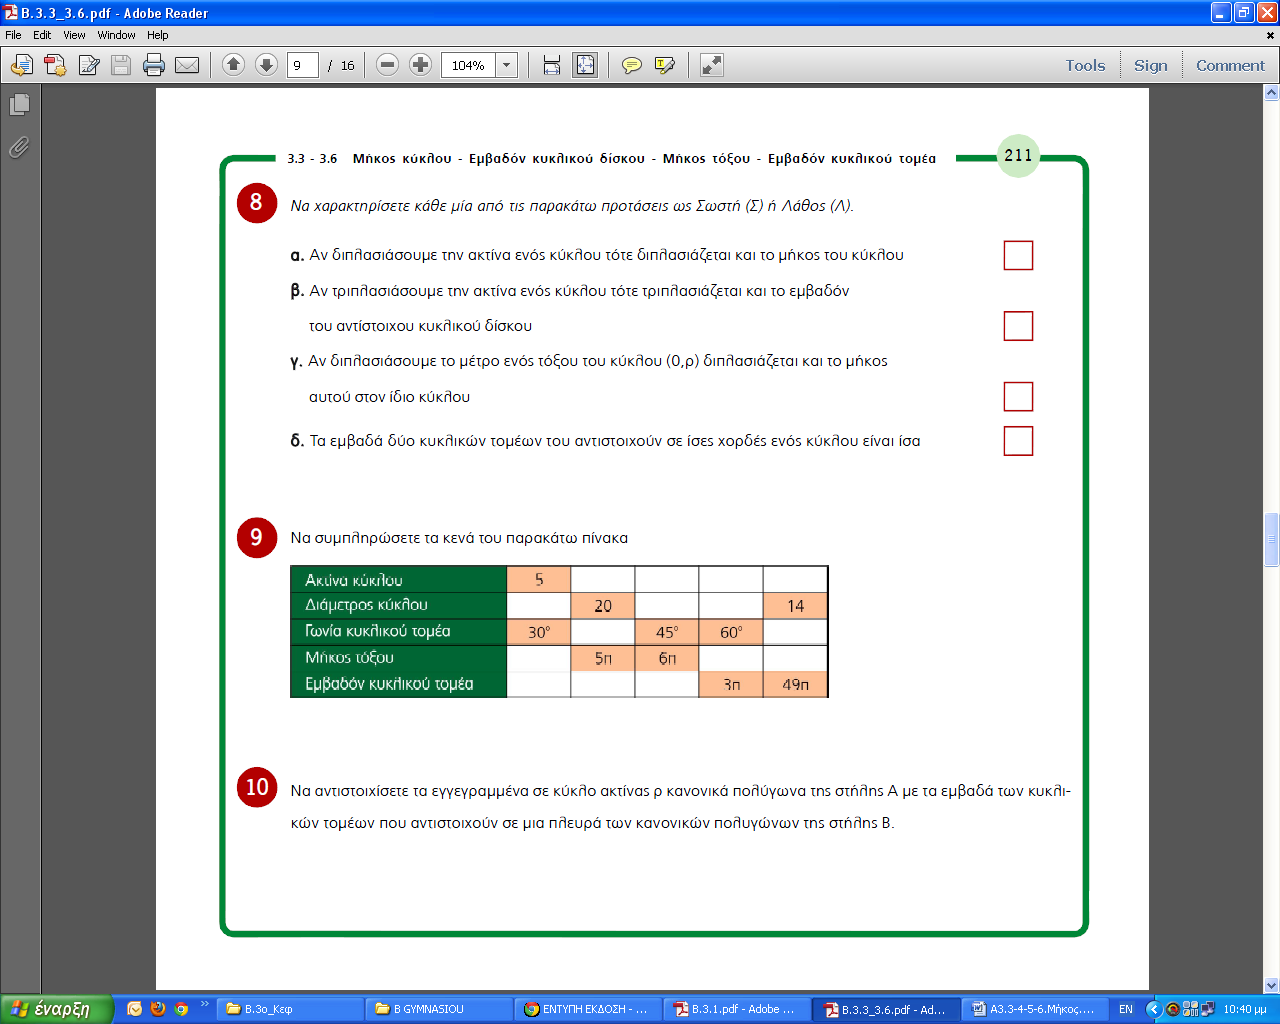 B.3.3_3.6.pdf - Adobe Reader
File Edit View Window Help
9 / 16 104% Tools Sign Comment
3.3 - 3.6 Μήκος κύκλου - Εμβαδόν κυκλικού δίσκου - Μήκος τόξου - Εμβαδόν κυκλικού τομέα 211
8 Να χαρακτηρίσετε κάθε μία από τις παρακάτω προτάσεις ως Σωστή (Σ) ή Λάθος (Λ).
α. Αν διπλασιάσουμε την ακτίνα ενός κύκλου τότε διπλασιάζεται και το μήκος του κύκλου
β. Αν τριπλασιάσουμε την ακτίνα ενός κύκλου τότε τριπλασιάζεται και το εμβαδόν
του αντίστοιχου κυκλικού δίσκου
γ. Αν διπλασιάσουμε το μέτρο ενός τόξου του κύκλου (0,ρ) διπλασιάζεται και το μήκος
αυτού στον ίδιο κύκλο
δ. Τα εμβαδά δύο κυκλικών τομέων του αντιστοιχούν σε ίσες χορδές ενός κύκλου είναι ίσα
9 Να συμπληρώσετε τα κενά του παρακάτω πίνακα
Ακτίνα κύκλου 5
Διάμετρος κύκλου 20 14
Γωνία κυκλικού τομέα 30° 45° 60°
Μήκος τόξου 5π 6π
Εμβαδόν κυκλικού τομέα 3π 49π
10 Να αντιστοιχίσετε τα εγγεγραμμένα σε κύκλο ακτίνας ρ κανονικά πολύγωνα της στήλης Α με τα εμβαδά των κυκλι-
κών τομέων που αντιστοιχούν σε μια πλευρά των κανονικών πολυγώνων της στήλης Β.
έναρξη B.3ο_Κεφ B GYMNASIOU ΕΝΤΥΠΗ ΕΚΔΟΣΗ - ... B.3.1.pdf - Adobe ... B.3.3_3.6.pdf - Ad... Α3.3-4-5-6.Μήκος.... EN 10:40 μμ